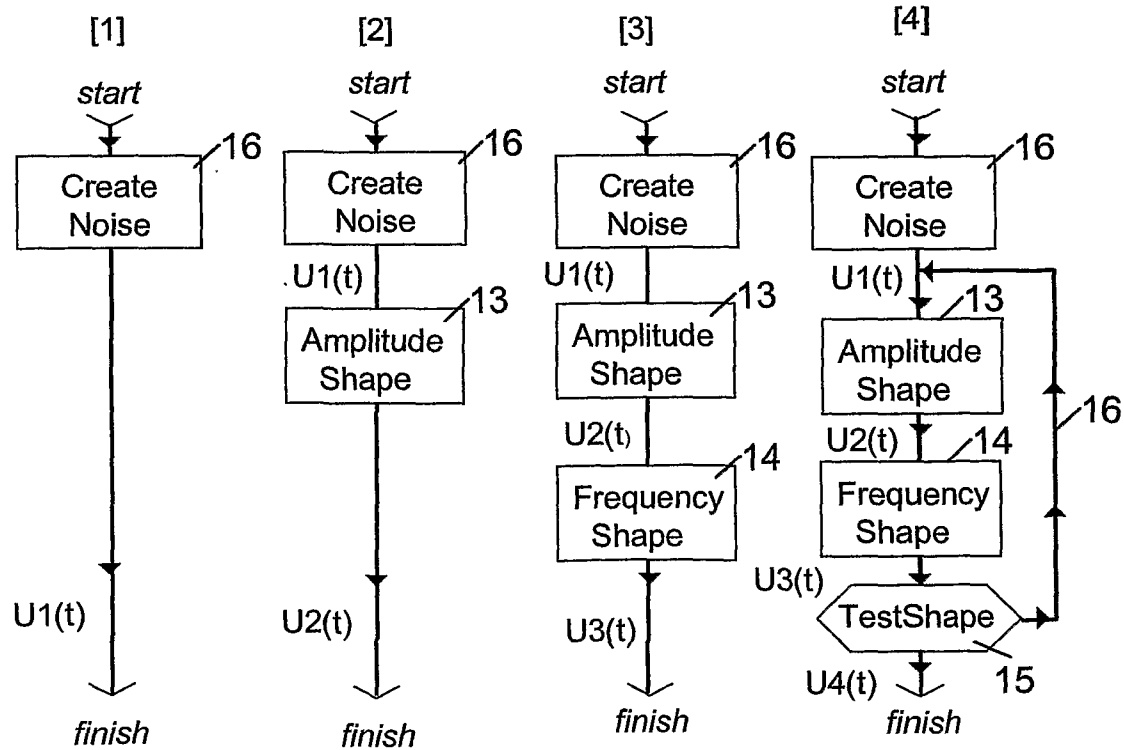 [1]
start
16
Create
Noise
U1(t)
finish
[2]
start
16
Create
Noise
U1(t)
13
Amplitude
Shape
U2(t)
finish
[3]
start
16
Create
Noise
U1(t)
13
Amplitude
Shape
U2(t)
14
Frequency
Shape
U3(t)
finish
[4]
start
16
Create
Noise
U1(t)
13
Amplitude
Shape
16
U2(t)
14
Frequency
Shape
U3(t)
TestShape
15
U4(t)
finish